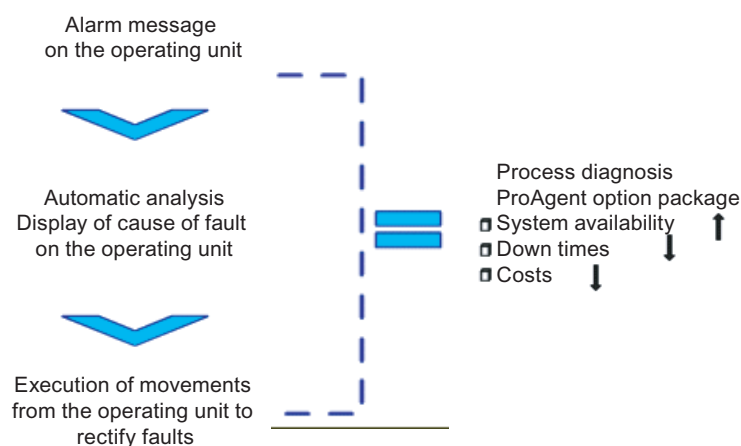 Alarm message
on the operating unit
Automatic analysis
Display of cause of fault
on the operating unit
Execution of movements
from the operating unit to
rectify faults
Process diagnosis
ProAgent option package
System availability
Down times
Costs